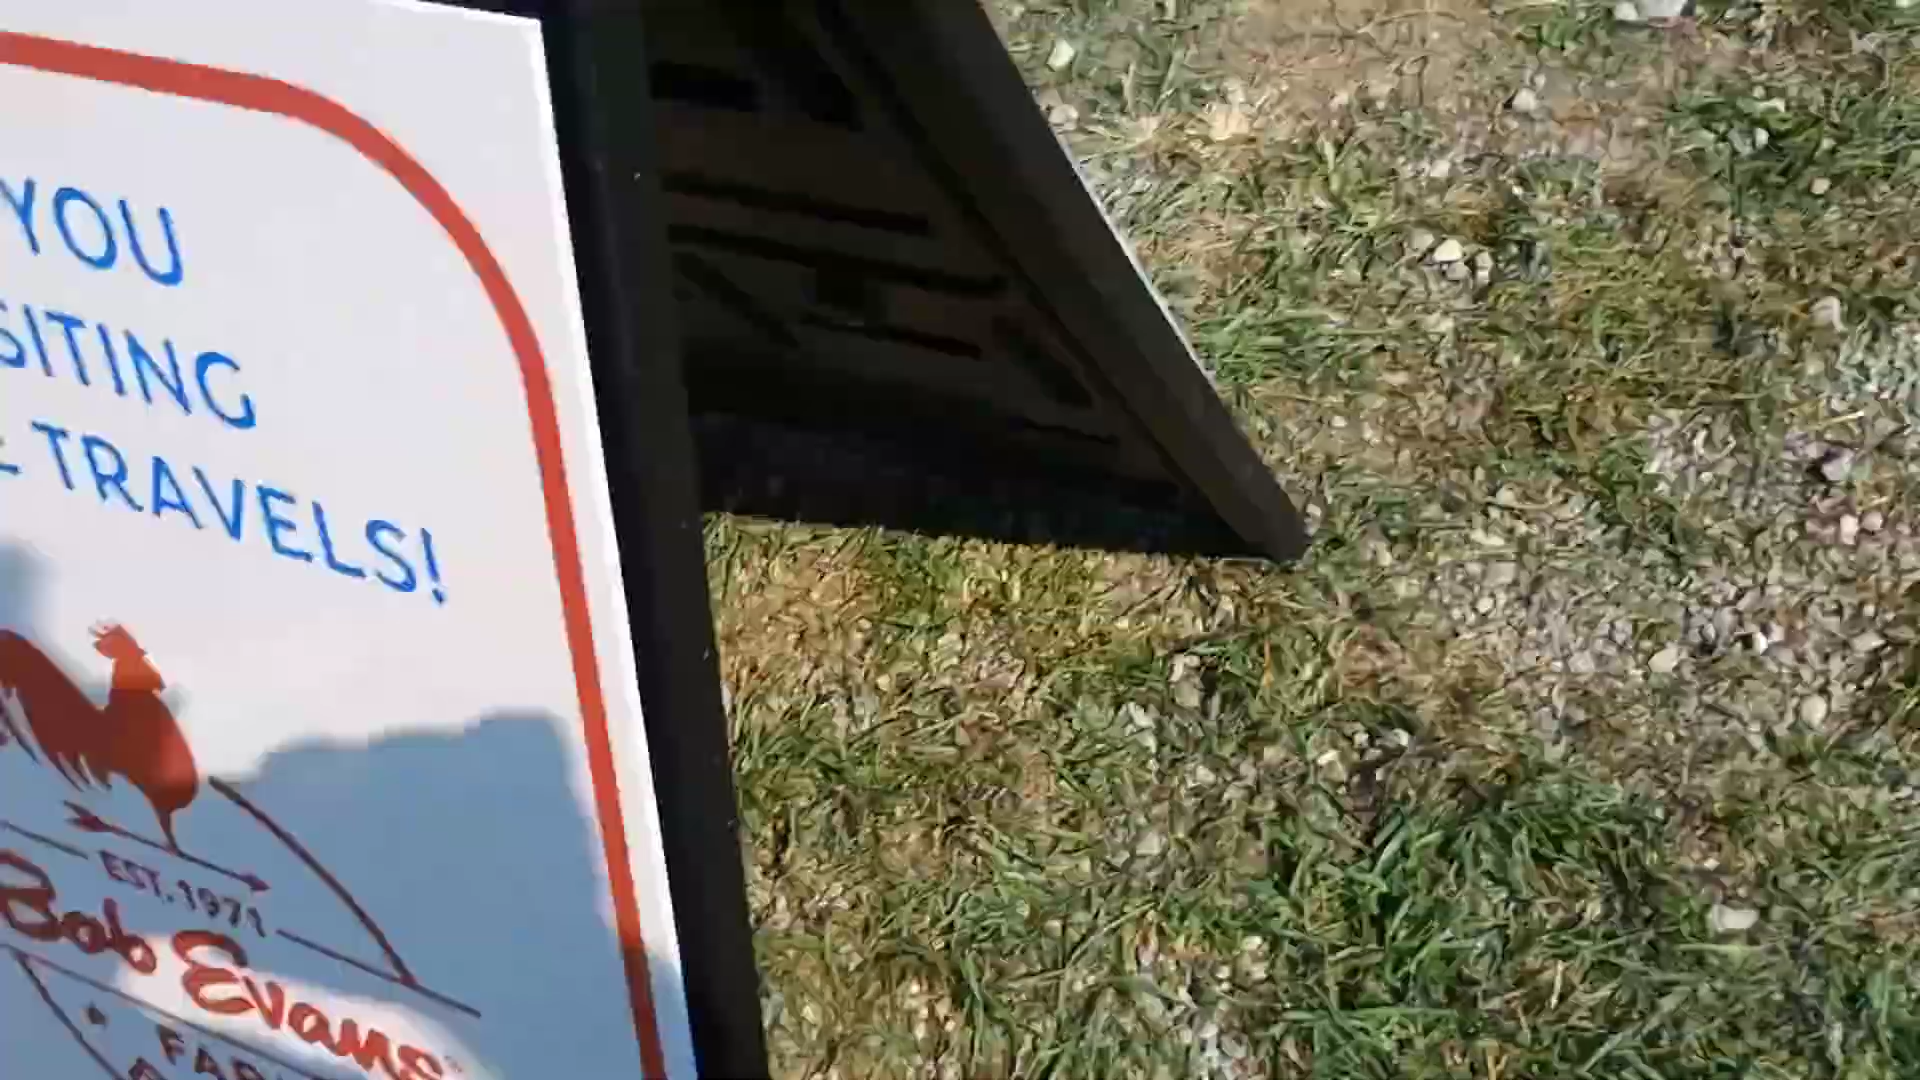 YOU
SITING
TRAVELS!
EST. 1971
Bob Evans